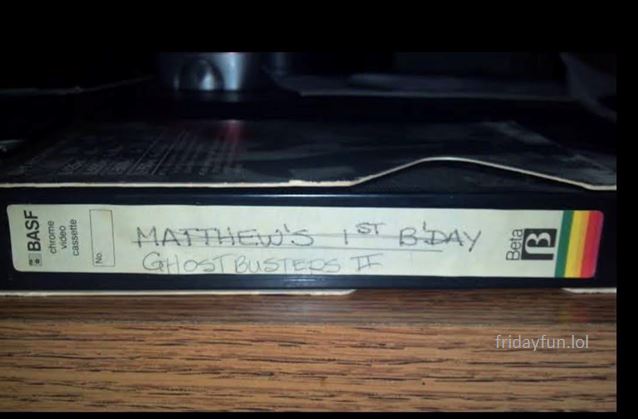 BASF
chrome
video
cassette
No.
MATTHEW'S 1ST B'DAY
GHOSTBUSTERS II
Beta
B
fridayfun.lol